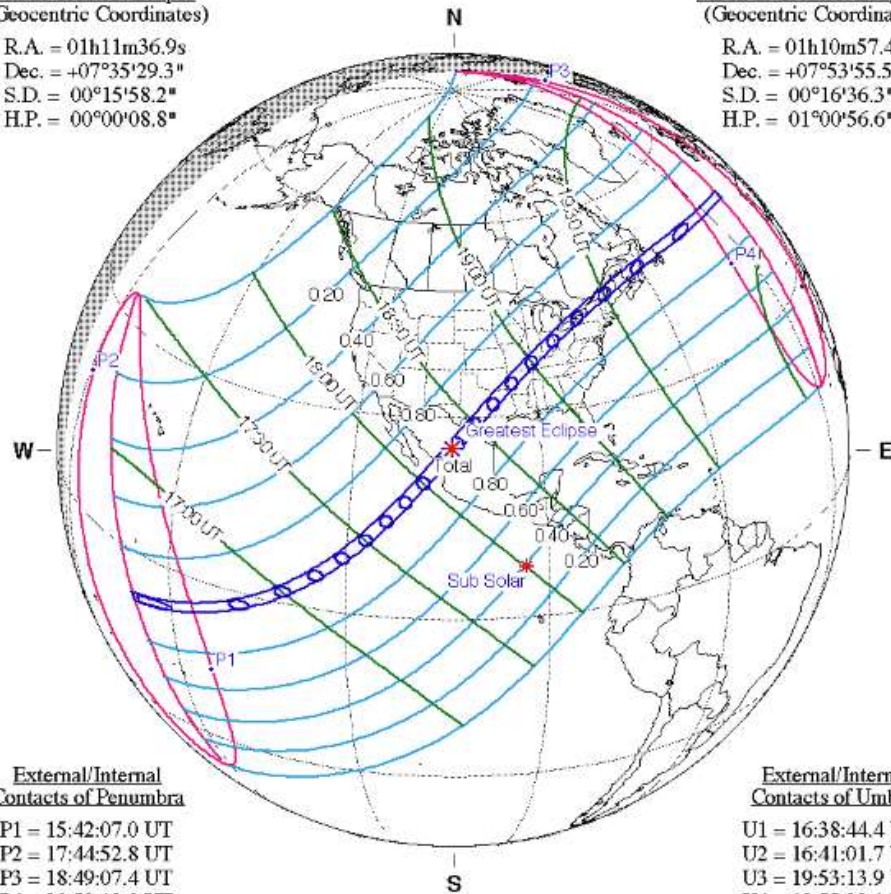 Geocentric Coordinates)
R.A. = 01h11m36.9s
Dec. = +07°35'29.3"
S.D. = 00°15'58.2"
H.P. = 00°00'08.8"
(Geocentric Coordina
R.A. = 01h10m57.4
Dec. = +07°53'55.5
S.D. = 00°16'36.3"
H.P. = 01°00'56.6"
N
P3
P4
0.20
0.40
0.60
0.80
19:30 UT
19:00 UT
18:30 UT
18:00 UT
17:30 UT
17:00 UT
P2
W
E
Greatest Eclipse
Total
0.80
0.60
0.40
0.20
Sub Solar
P1
S
External/Internal
Contacts of Penumbra
P1 = 15:42:07.0 UT
P2 = 17:44:52.8 UT
P3 = 18:49:07.4 UT
External/Intern
Contacts of Um
U1 = 16:38:44.4
U2 = 16:41:01.7
U3 = 19:53:13.9